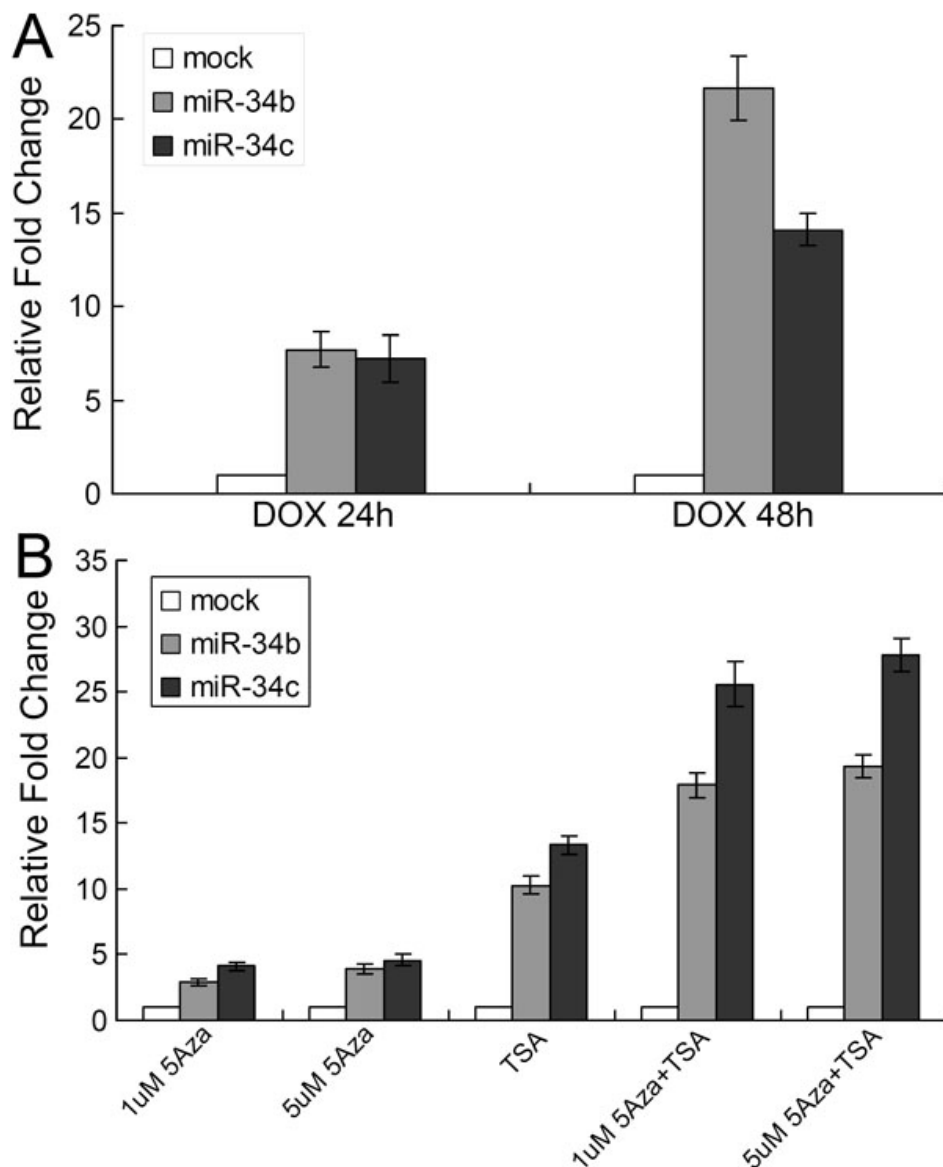 A
Relative Fold Change
25
20
15
10
5
0
mock
miR-34b
miR-34c
DOX 24h
DOX 48h
B
Relative Fold Change
35
30
25
20
15
10
5
0
mock
miR-34b
miR-34c
1uM 5Aza
5uM 5Aza
TSA
1uM 5Aza+TSA
5uM 5Aza+TSA